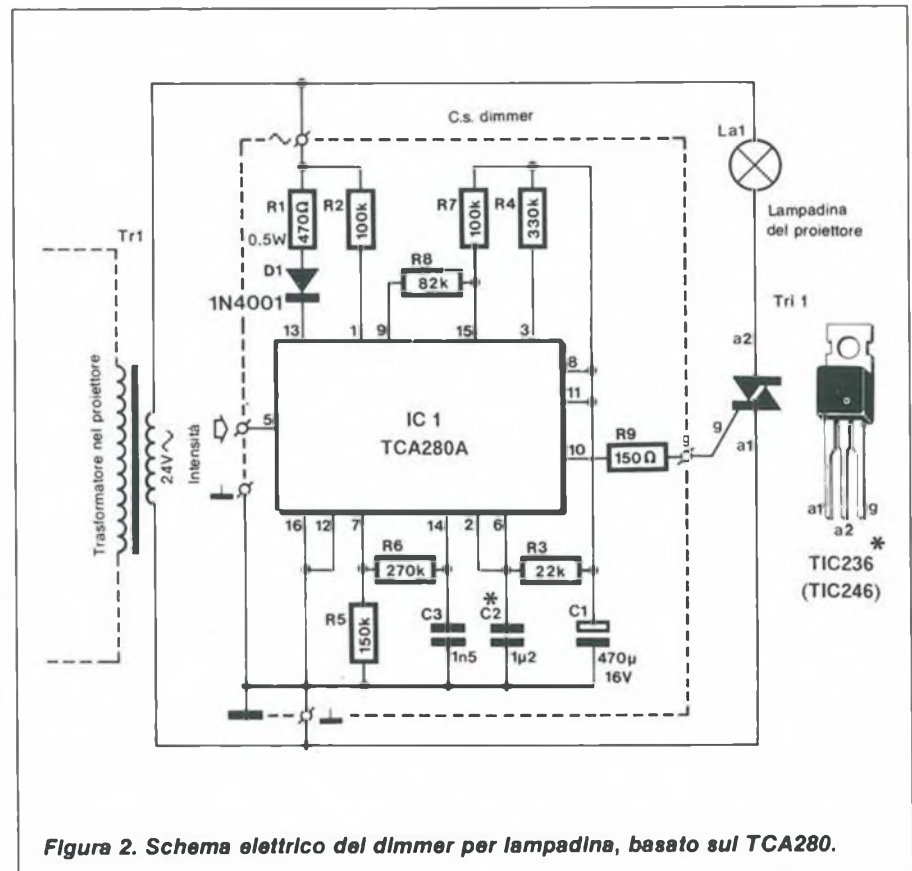 C.s. dimmer
La1
Lampadina
del proiettore
Tr1
Trasformatore nel proiettore
24V~
Intensità
~
R1
470Ω
0.5W
R2
100k
R7
100k
R4
330k
R8
82k
D1
1N4001
13
1
9
15
3
8
11
10
5
IC 1
TCA280A
16
12
7
14
2
6
R9
150Ω
g
g
Tri 1
a2
a1
a1
a2
g
*
TIC236
(TIC246)
R6
270k
R3
22k
R5
150k
C3
1n5
C2
*
1µ2
C1
470µ
16V
Figura 2. Schema elettrico del dimmer per lampadina, basato sul TCA280.